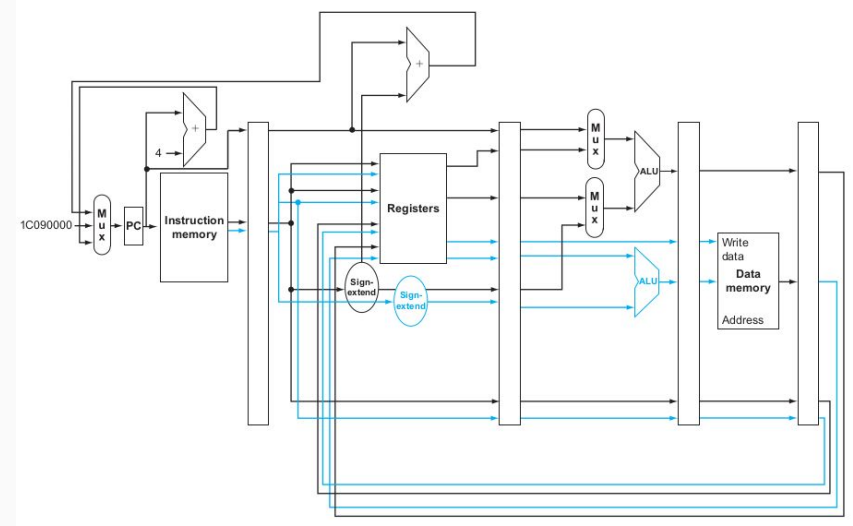 +
+
4
M
u
x
M
u
x
ALU
Registers
M
u
x
1C090000
M
u
x
PC
Instruction
memory
Write
data
Data
memory
Address
ALU
Sign-
extend
Sign-
extend